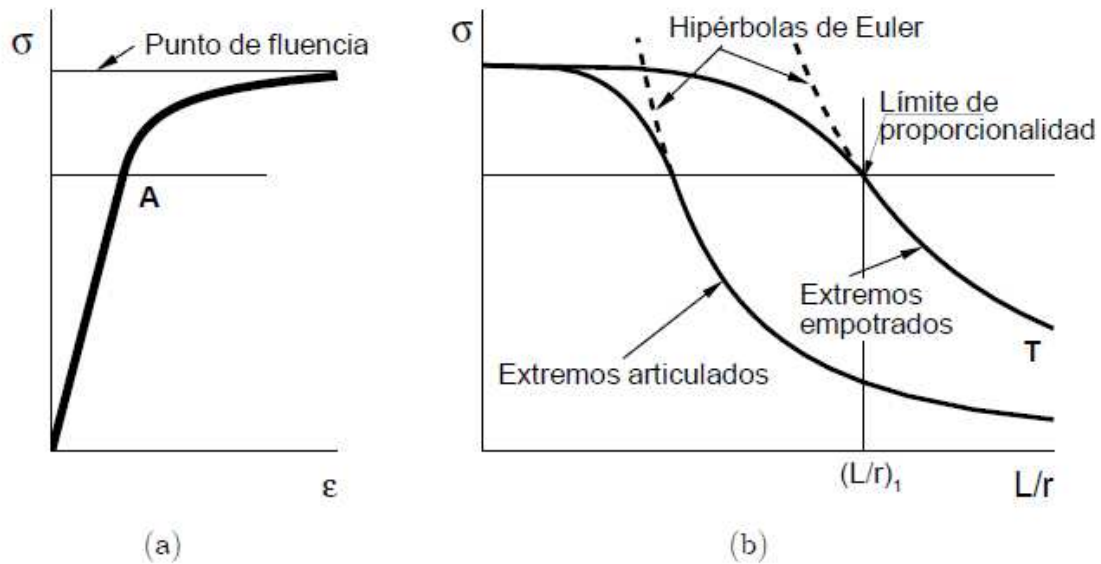 σ
Punto de fluencia
A
ε
(a)
σ
Hipérbolas de Euler
Límite de
proporcionalidad
Extremos
empotrados
T
Extremos articulados
(L/r)₁
L/r
(b)